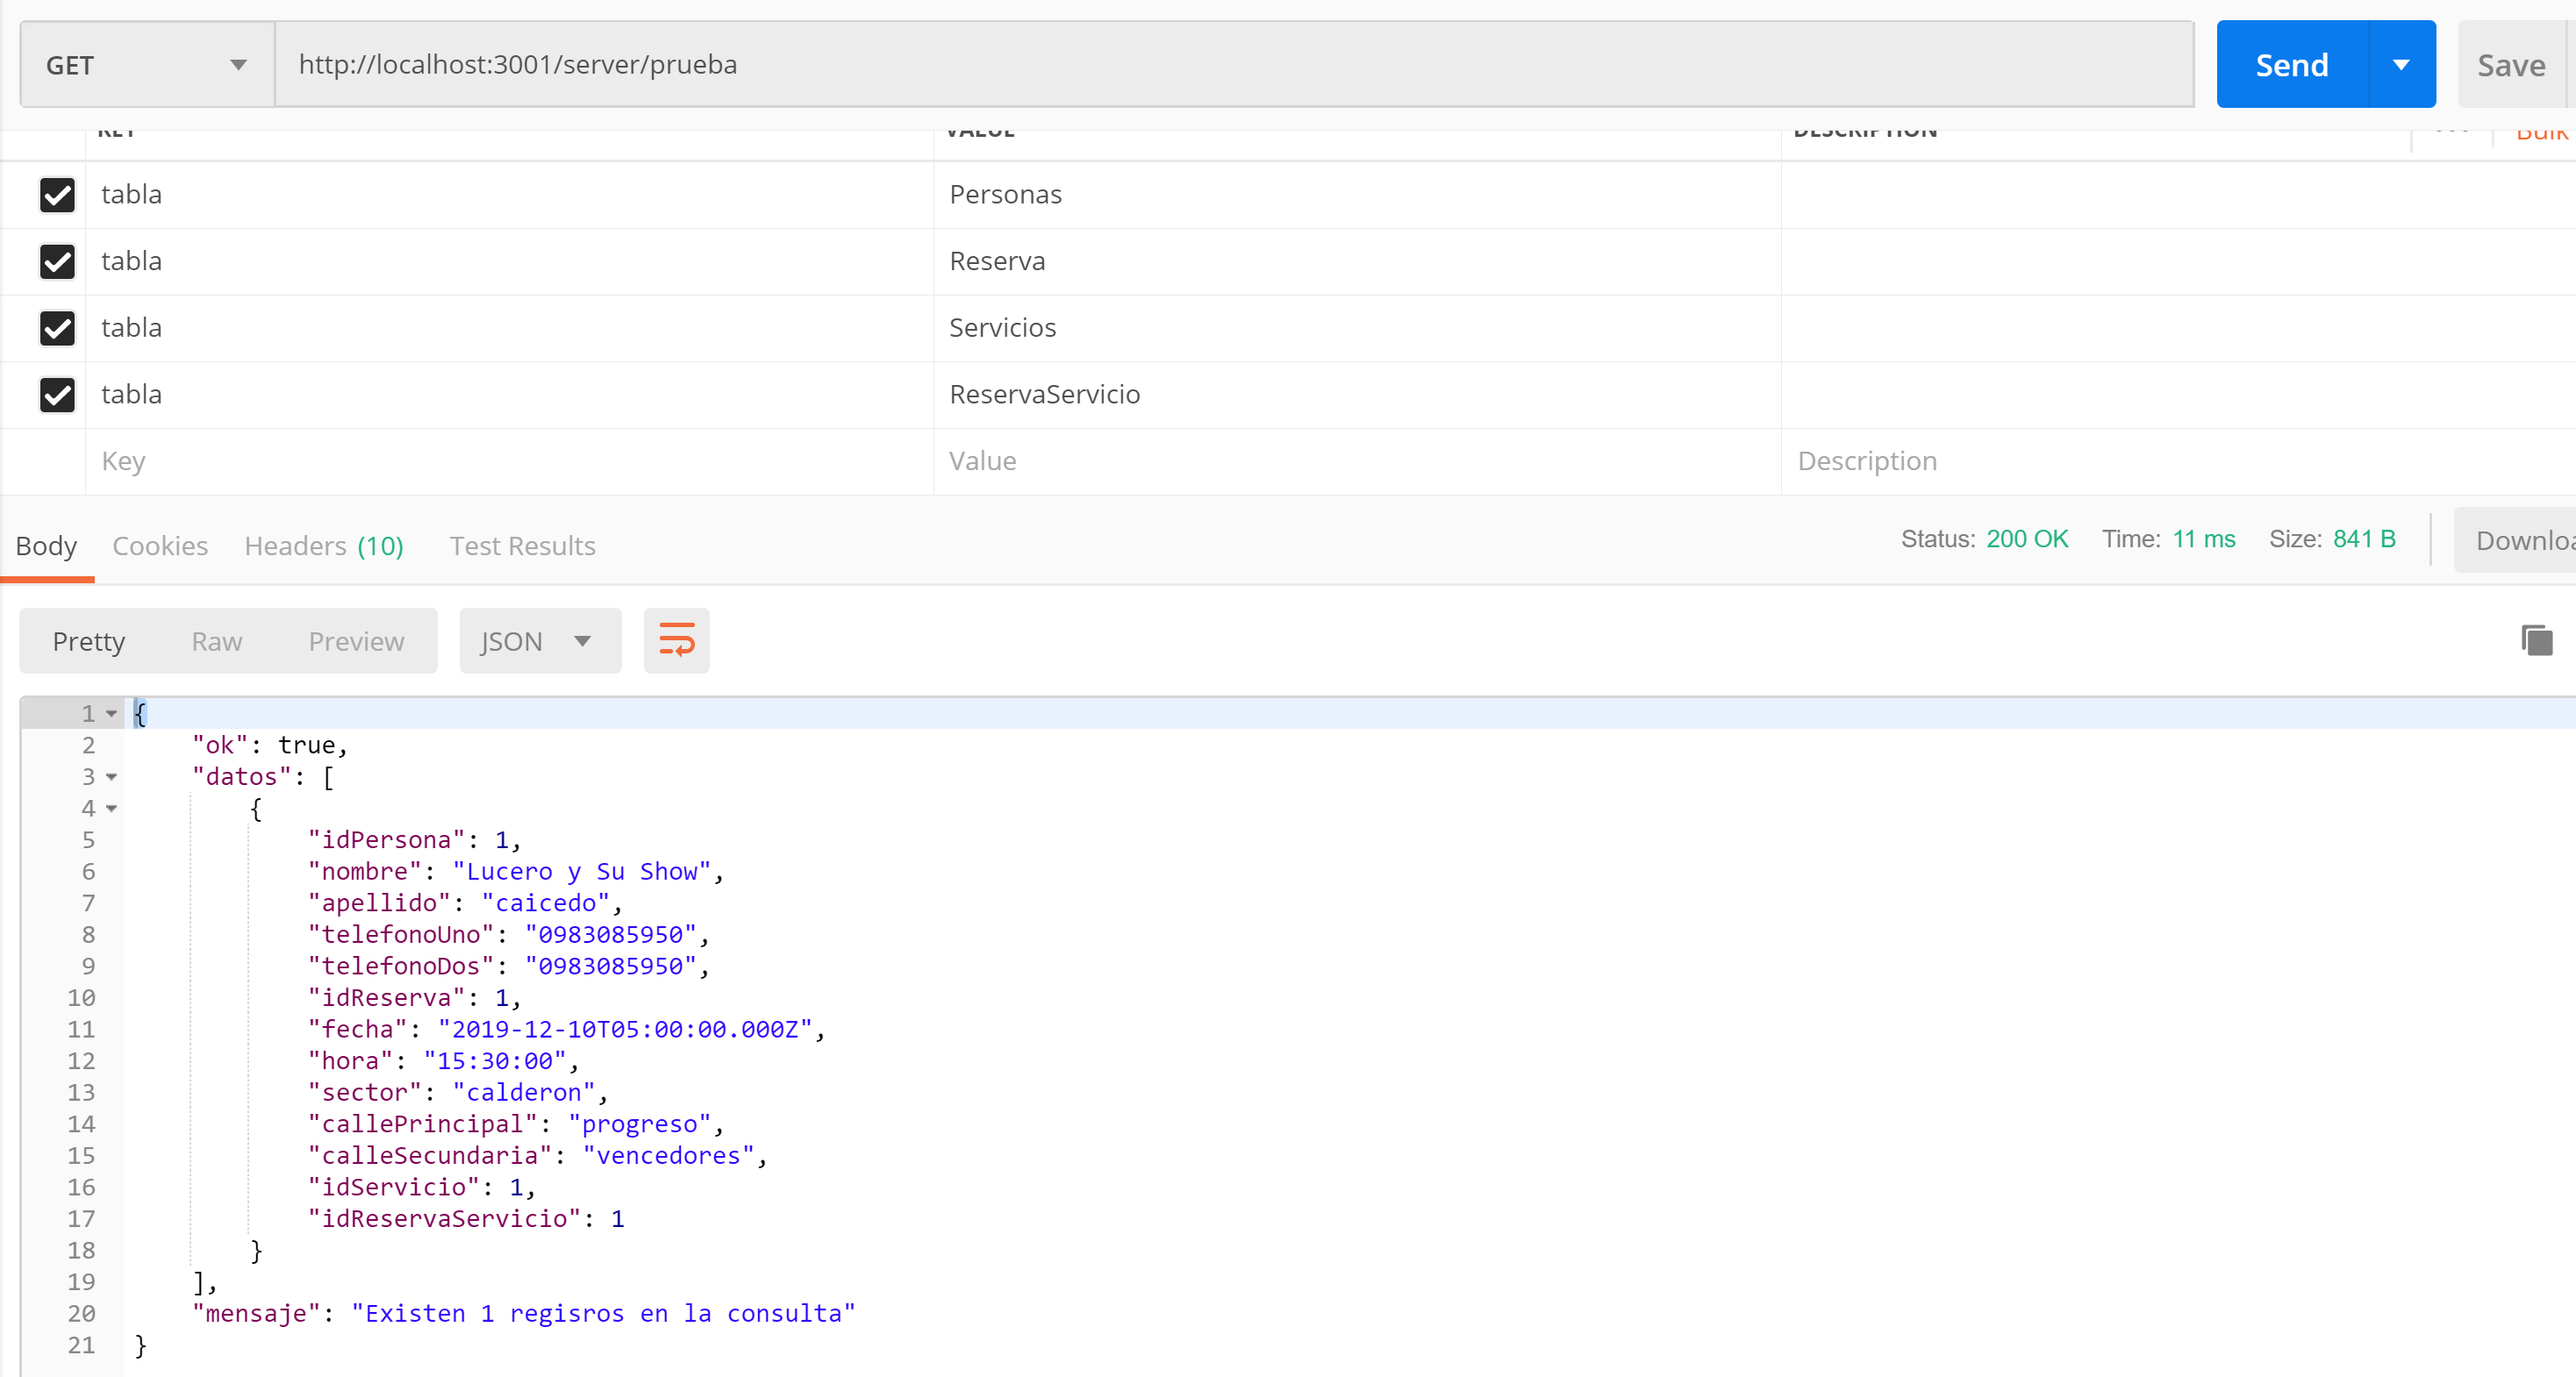 GET http://localhost:3001/server/prueba Send Save
KEY VALUE DESCRIPTION Bulk
tabla Personas
tabla Reserva
tabla Servicios
tabla ReservaServicio
Key Value Description
Body Cookies Headers (10) Test Results Status: 200 OK Time: 11 ms Size: 841 B Downloa
Pretty Raw Preview JSON
1 {
2 "ok": true,
3 "datos": [
4 {
5 "idPersona": 1,
6 "nombre": "Lucero y Su Show",
7 "apellido": "caicedo",
8 "telefonoUno": "0983085950",
9 "telefonoDos": "0983085950",
10 "idReserva": 1,
11 "fecha": "2019-12-10T05:00:00.000Z",
12 "hora": "15:30:00",
13 "sector": "calderon",
14 "callePrincipal": "progreso",
15 "calleSecundaria": "vencedores",
16 "idServicio": 1,
17 "idReservaServicio": 1
18 }
19 ],
20 "mensaje": "Existen 1 regisros en la consulta"
21 }